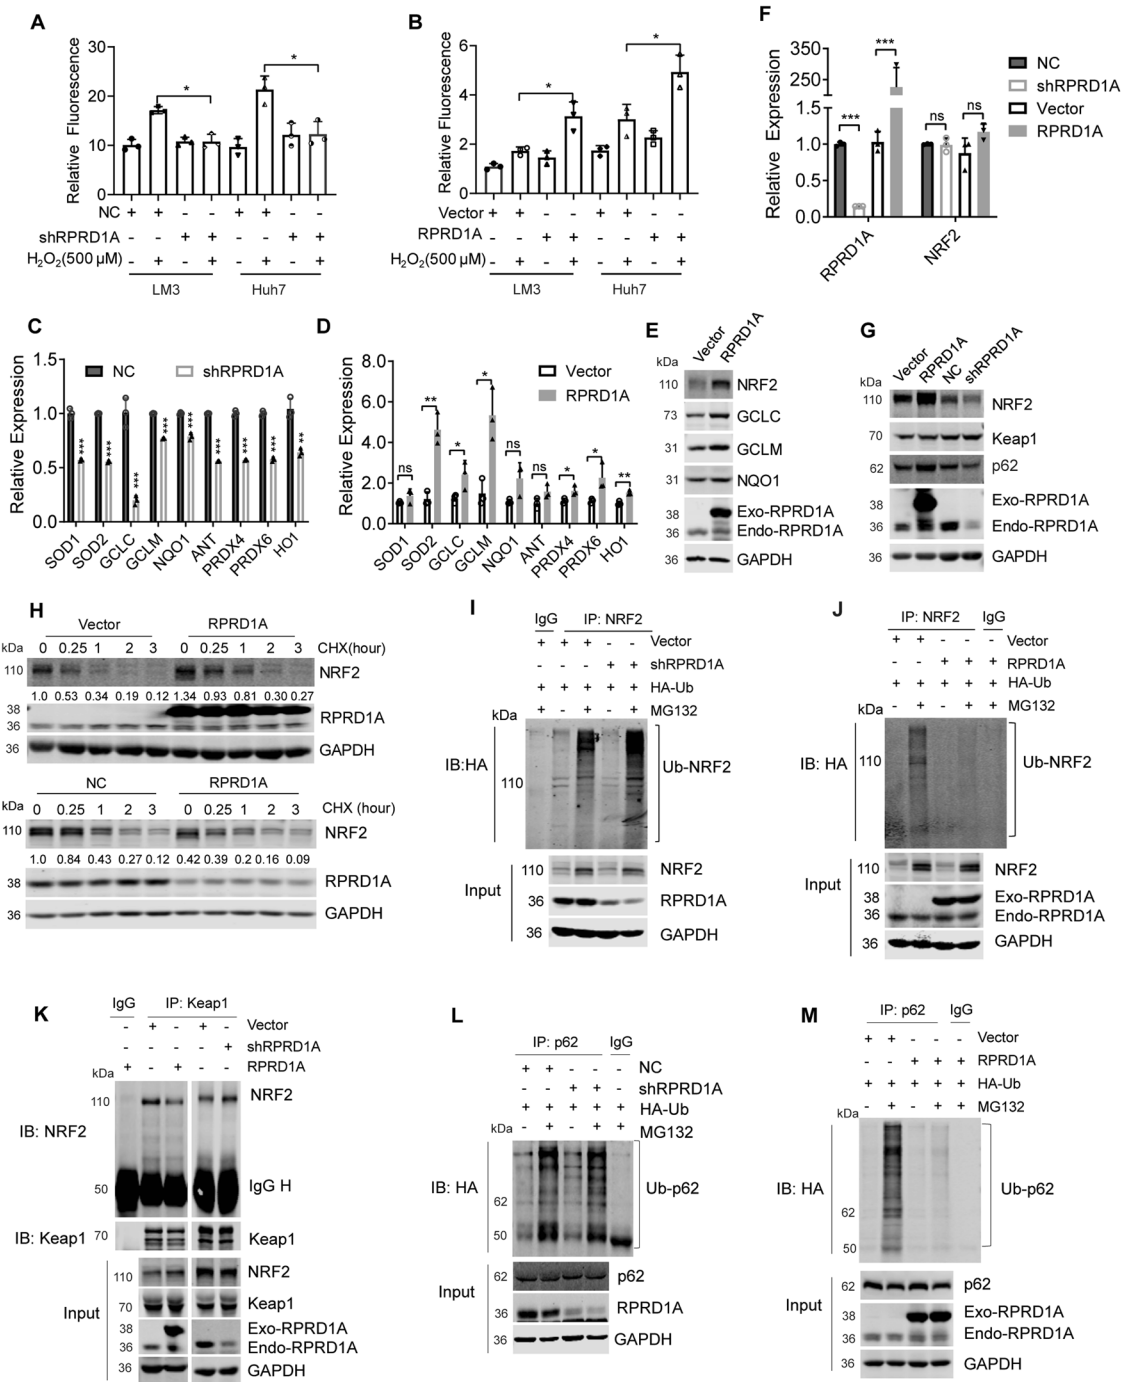 A
Relative Fluorescence
30
20
10
0
*
*
NC + + - - + + - -
shRPRD1A - - + + - - + +
H₂O₂(500 μM) - + - + - + - +
LM3 Huh7
B
Relative Fluorescence
6
4
2
0
*
*
Vector + + - - + + - -
RPRD1A - - + + - - + +
H₂O₂(500 μM) - + - + - + - +
LM3 Huh7
F
Relative Expression
350
250
1.5
1.0
0.5
0.00
*** *** ns ns
RPRD1A NRF2
NC
shRPRD1A
Vector
RPRD1A
C
Relative Expression
1.5
1.0
0.5
0.0
NC shRPRD1A
*** *** *** *** *** *** *** *** ***
SOD1 SOD2 GCLC GCLM NQO1 ANT PRDX4 PRDX6 HO1
D
Relative Expression
8.0
6.0
4.0
2.0
0.0
Vector
RPRD1A
ns ** * * ns ns * * **
SOD1 SOD2 GCLC GCLM NQO1 ANT PRDX4 PRDX6 HO1
E
Vector RPRD1A
kDa
110 NRF2
73 GCLC
31 GCLM
31 NQO1
38 Exo-RPRD1A
36 Endo-RPRD1A
36 GAPDH
G
Vector RPRD1A NC shRPRD1A
kDa
110 NRF2
70 Keap1
62 p62
38 Exo-RPRD1A
36 Endo-RPRD1A
36 GAPDH
H
Vector RPRD1A
kDa 0 0.25 1 2 3 0 0.25 1 2 3 CHX(hour)
110 NRF2
1.0 0.53 0.34 0.19 0.12 1.34 0.93 0.81 0.30 0.27
38
36 RPRD1A
36 GAPDH
NC RPRD1A
kDa 0 0.25 1 2 3 0 0.25 1 2 3 CHX (hour)
110 NRF2
1.0 0.84 0.43 0.27 0.12 0.42 0.39 0.2 0.16 0.09
38 RPRD1A
36 GAPDH
I
IgG IP: NRF2
- + + - - Vector
- - - + + shRPRD1A
+ + + + + HA-Ub
+ - + - + MG132
kDa
IB:HA 110 Ub-NRF2
Input
110 NRF2
36 RPRD1A
36 GAPDH
J
IP: NRF2 IgG
+ + - - - Vector
- - + + + RPRD1A
+ + + + + HA-Ub
- + - + + MG132
kDa
IB: HA 110 Ub-NRF2
Input
110 NRF2
38 Exo-RPRD1A
36 Endo-RPRD1A
36 GAPDH
K
IgG IP: Keap1
- + - + - Vector
- - - - + shRPRD1A
+ - + - - RPRD1A
kDa
110 NRF2
IB: NRF2
50 IgG H
IB: Keap1 70 Keap1
Input
110 NRF2
70 Keap1
38 Exo-RPRD1A
36 Endo-RPRD1A
36 GAPDH
L
IP: p62 IgG
+ + - - - NC
- - + + - shRPRD1A
+ + + + + HA-Ub
- + - + + MG132
kDa
IB: HA Ub-p62
62
50
Input
62 p62
36 RPRD1A
36 GAPDH
M
IP: p62 IgG
+ + - - - Vector
- - + + + RPRD1A
+ + + + + HA-Ub
- + - + + MG132
kDa
IB: HA Ub-p62
62
50
Input
62 p62
38 Exo-RPRD1A
36 Endo-RPRD1A
36 GAPDH